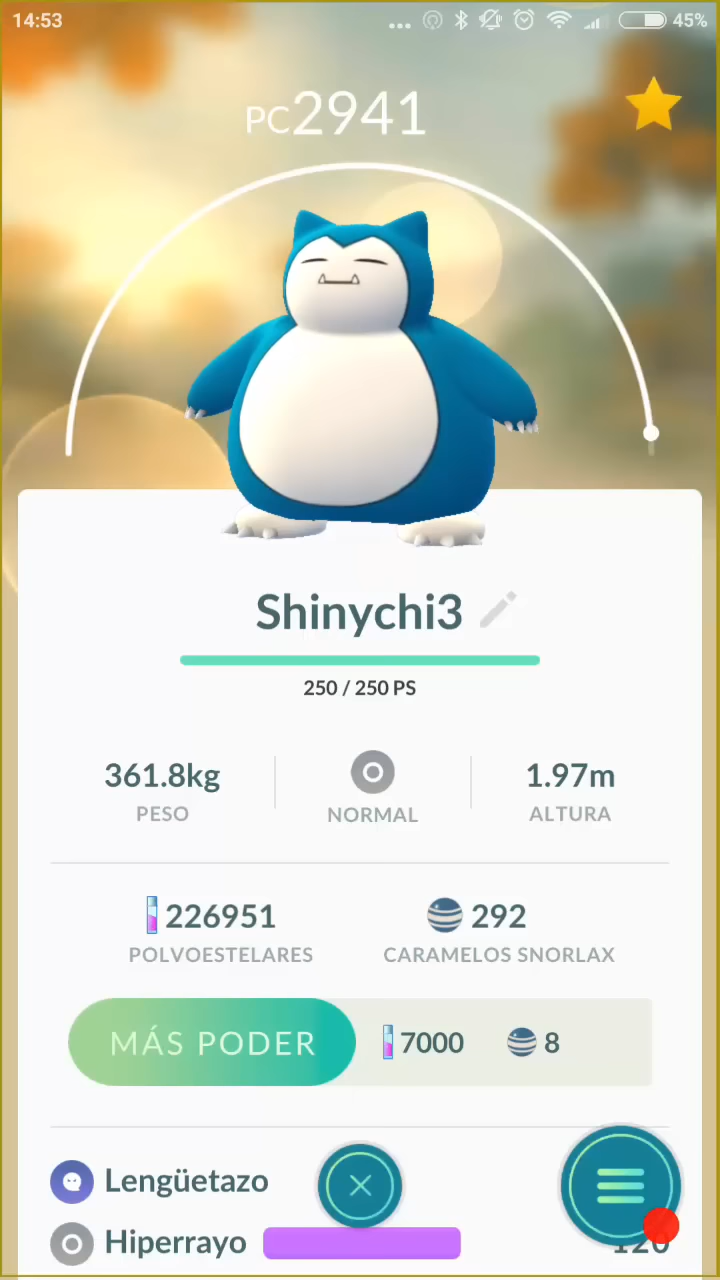 14:53
45%
PC2941
Shinychi3
250 / 250 PS
361.8kg
1.97m
PESO
NORMAL
ALTURA
226951
292
POLVOESTELARES
CARAMELOS SNORLAX
MÁS PODER
7000
8
Lengüetazo
Hiperrayo
120